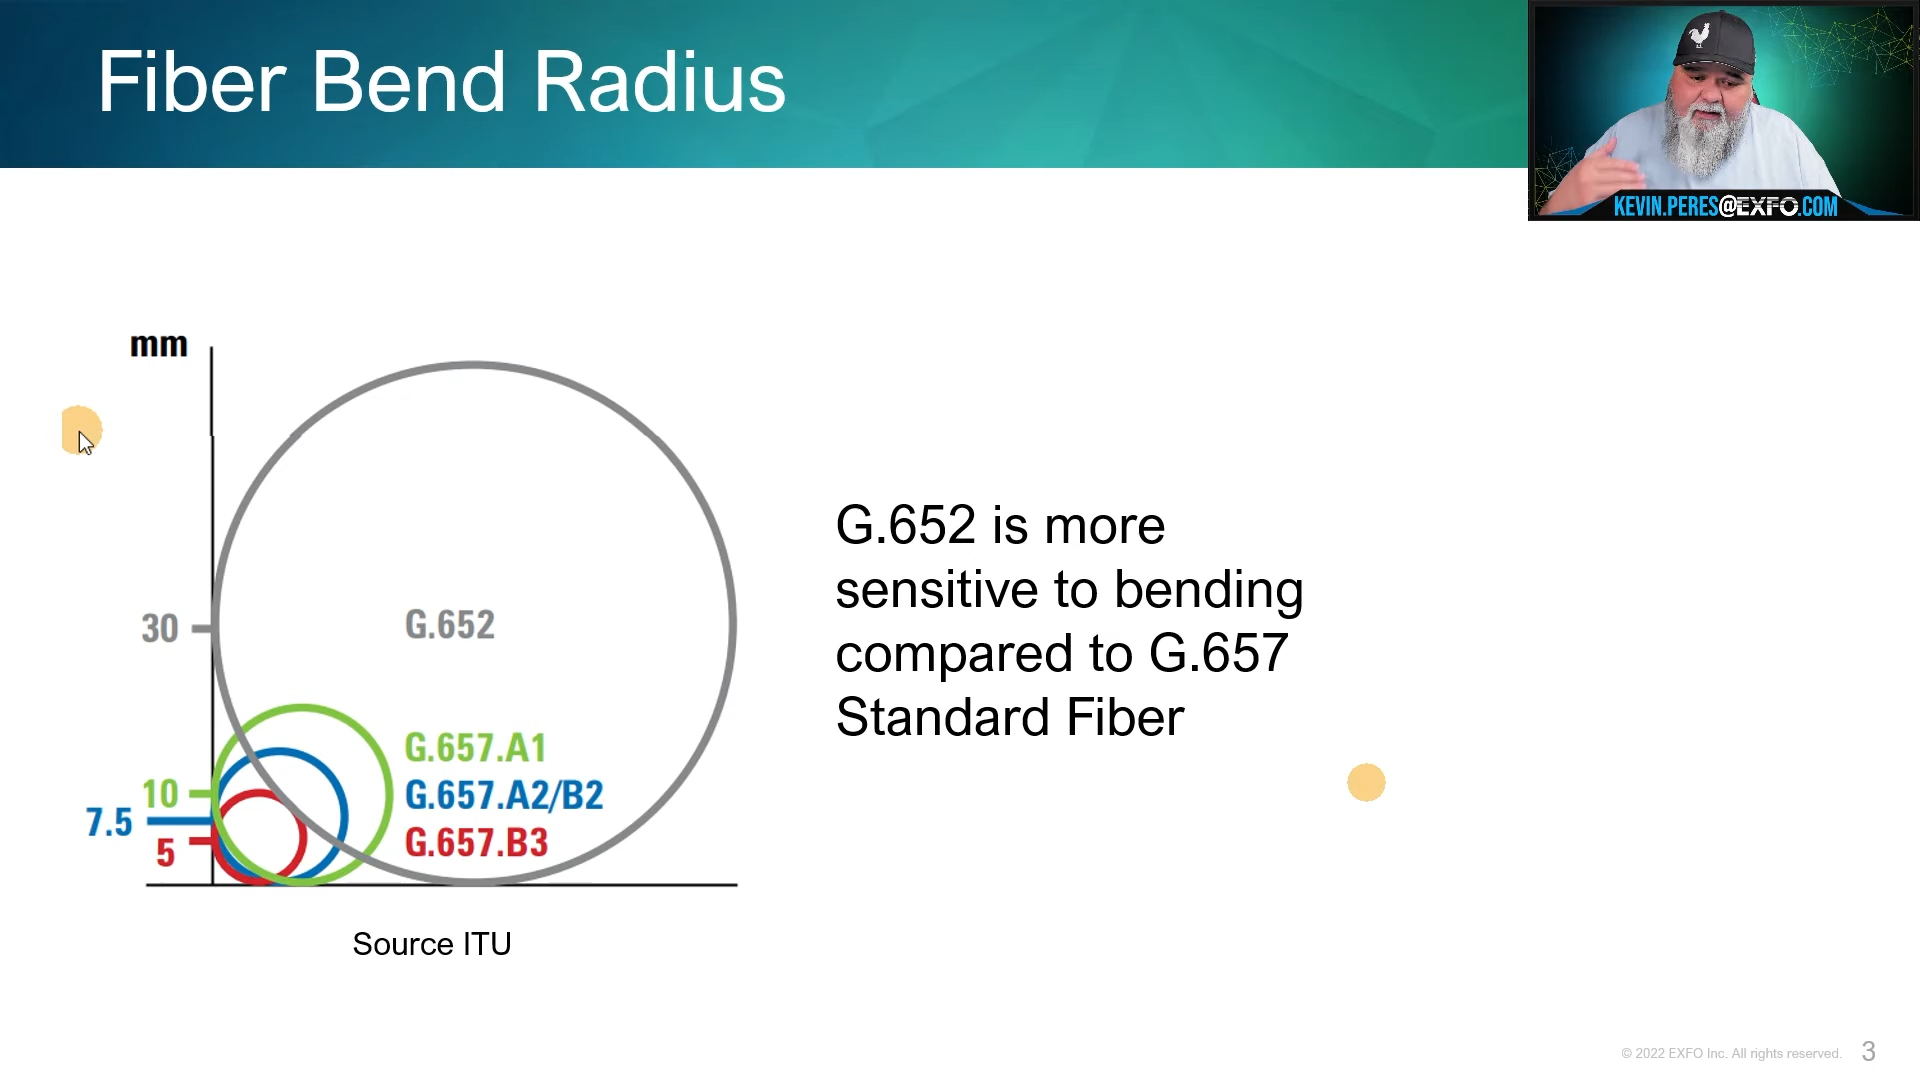 Fiber Bend Radius
KEVIN.PERES@EXFO.COM
mm
30
G.652
10
7.5
5
G.657.A1
G.657.A2/B2
G.657.B3
Source ITU
G.652 is more
sensitive to bending
compared to G.657
Standard Fiber
© 2022 EXFO Inc. All rights reserved. 3